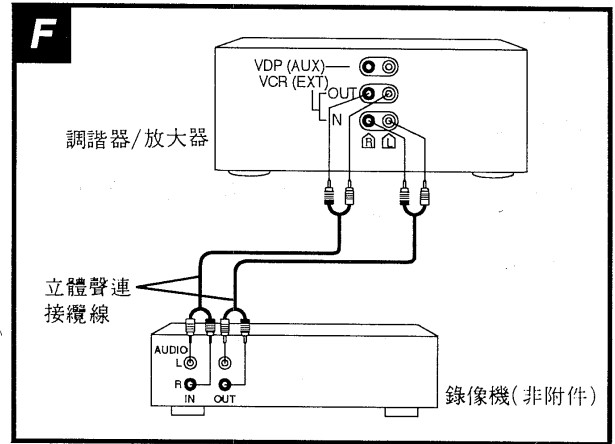 F
VDP (AUX)
VCR (EXT)
OUT
N
R L
調諧器/放大器
立體聲連
接纜線
AUDIO
L
R
IN OUT
錄像機(非附件)